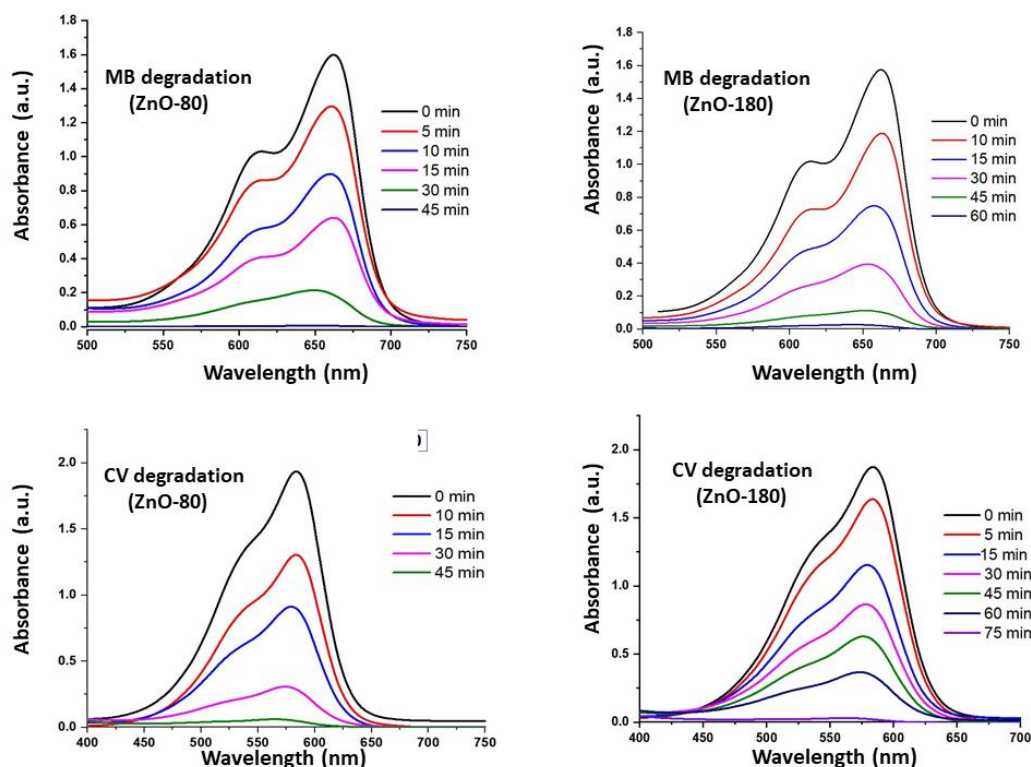 MB degradation
(ZnO-80)
0 min
5 min
10 min
15 min
30 min
45 min
1.8
1.6
1.4
1.2
1.0
0.8
0.6
0.4
0.2
0.0
500
550
600
650
700
750
Absorbance (a.u.)
Wavelength (nm)
MB degradation
(ZnO-180)
0 min
10 min
15 min
30 min
45 min
60 min
1.8
1.6
1.4
1.2
1.0
0.8
0.6
0.4
0.2
0.0
500
550
600
650
700
750
Absorbance (a.u.)
Wavelength (nm)
CV degradation
(ZnO-80)
0 min
10 min
15 min
30 min
45 min
2.0
1.5
1.0
0.5
0.0
400
450
500
550
600
650
700
750
Absorbance (a.u.)
Wavelength (nm)
CV degradation
(ZnO-180)
0 min
5 min
15 min
30 min
45 min
60 min
75 min
2.0
1.5
1.0
0.5
0.0
400
450
500
550
600
650
700
Absorbance (a.u.)
Wavelength (nm)